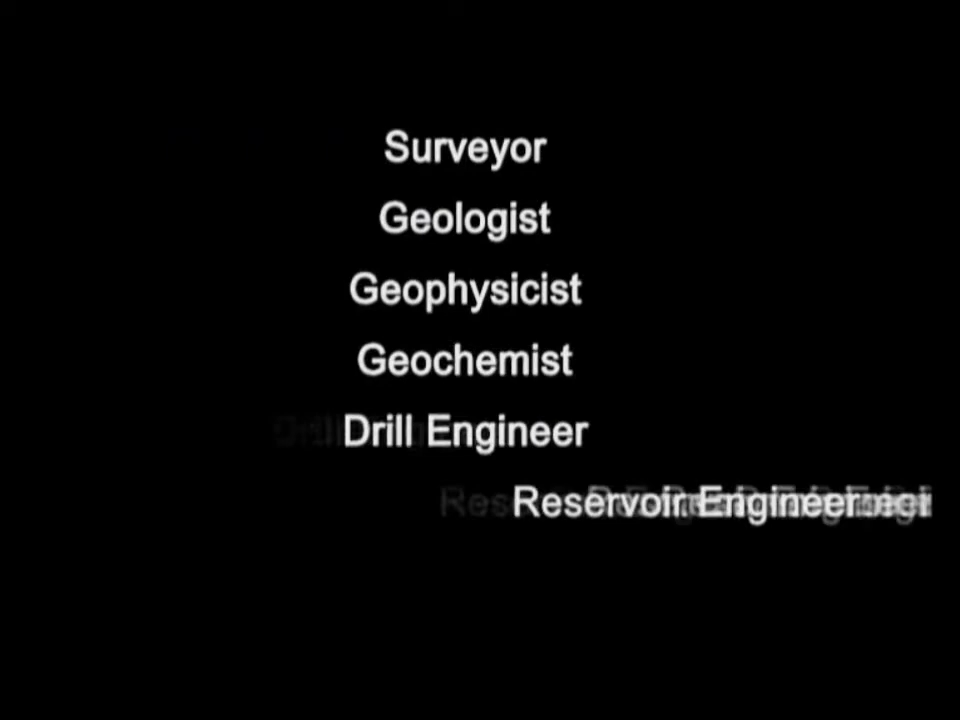 Surveyor
Geologist
Geophysicist
Geochemist
Drill Engineer
Reservoir Engineer